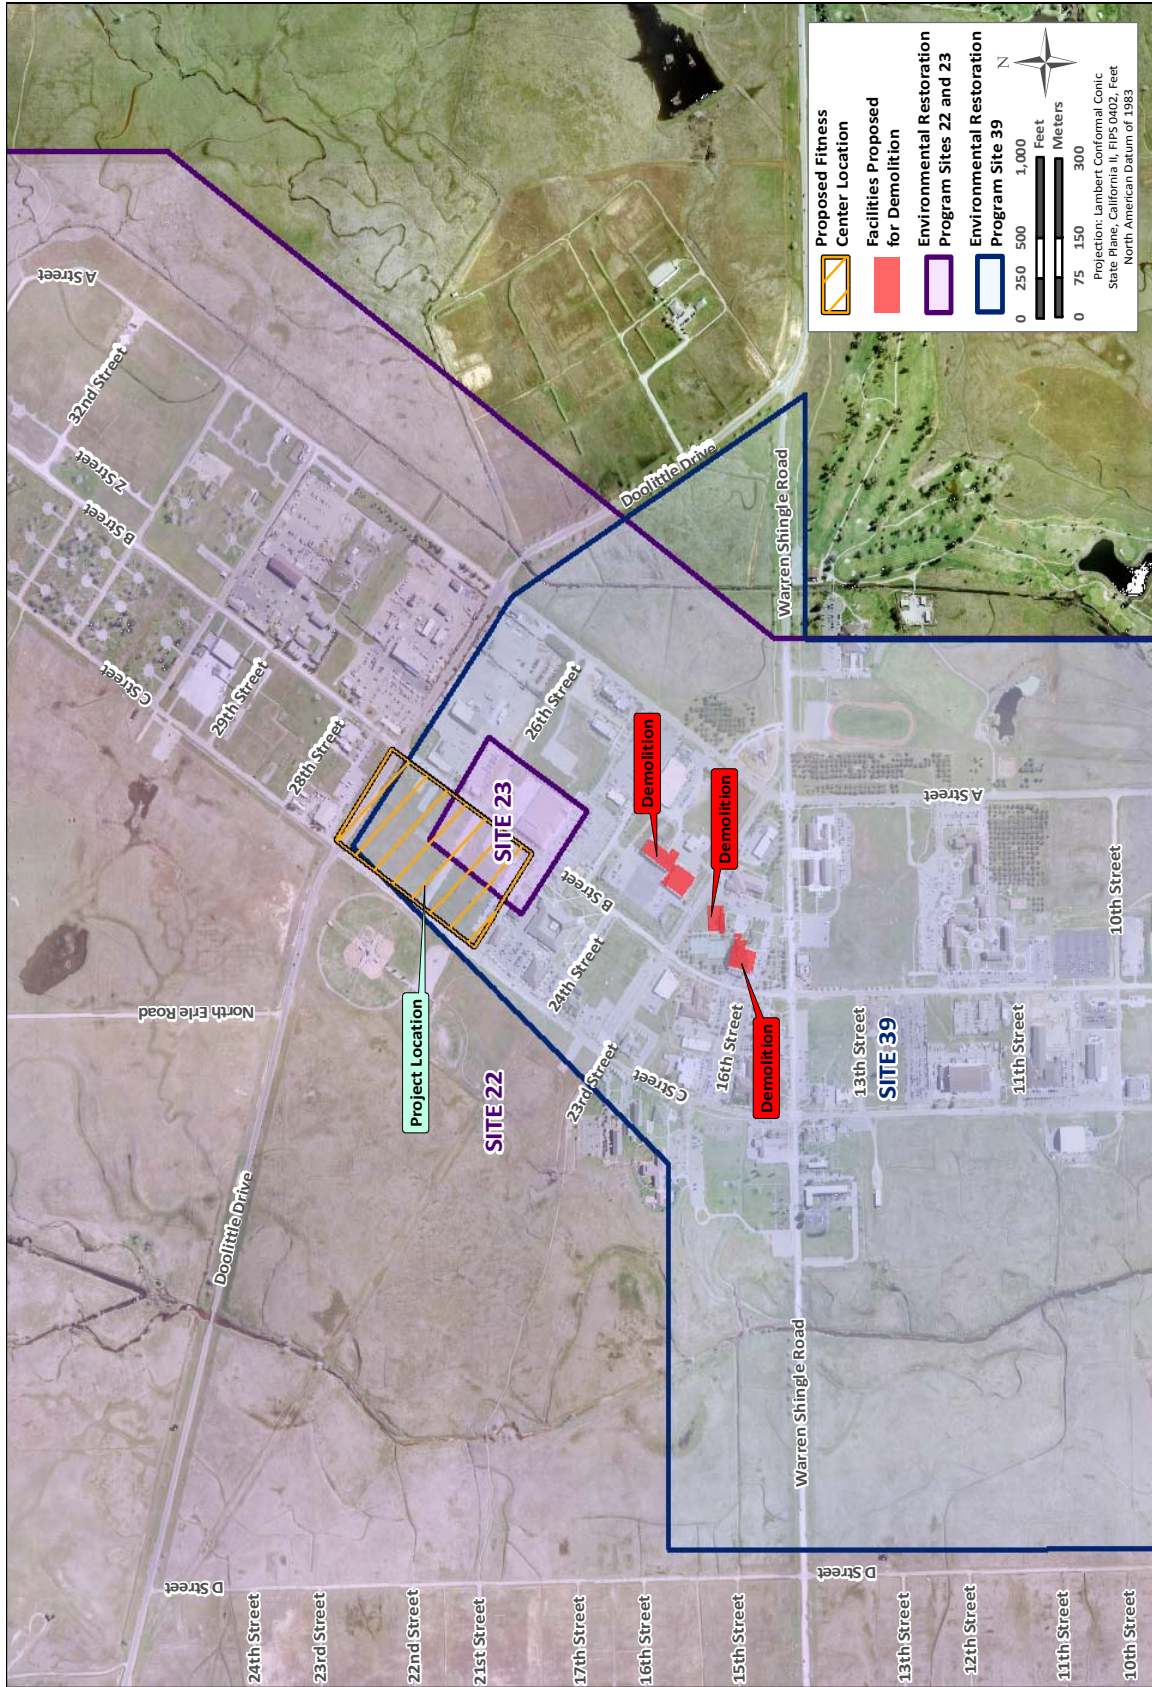 A Street
32nd Street
Z Street
B Street
C Street
29th Street
28th Street
26th Street
Doolittle Drive
Warren Shingle Road
SITE 23
Demolition
Demolition
Demolition
B Street
24th Street
A Street
10th Street
North Erle Road
Project Location
SITE 22
23rd Street
C Street
16th Street
13th Street
SITE 39
11th Street
Doolittle Drive
Warren Shingle Road
D Street
D Street
24th Street
23rd Street
22nd Street
21st Street
17th Street
16th Street
15th Street
13th Street
12th Street
11th Street
10th Street
Proposed Fitness
Center Location
Facilities Proposed
for Demolition
Environmental Restoration
Program Sites 22 and 23
Environmental Restoration
Program Site 39
N
0 250 500 1,000
Feet
Meters
0 75 150 300
Projection: Lambert Conformal Conic
State Plane, California II, FIPS 0402, Feet
North American Datum of 1983